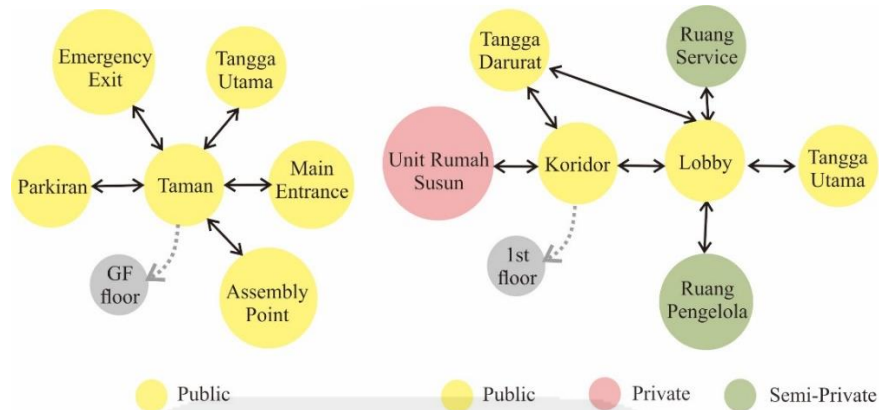 Emergency
Exit
Tangga
Utama
Parkiran
Taman
Main
Entrance
GF
floor
Assembly
Point
Public
Tangga
Darurat
Ruang
Service
Unit Rumah
Susun
Koridor
Lobby
Tangga
Utama
1st
floor
Ruang
Pengelola
Public
Private
Semi-Private